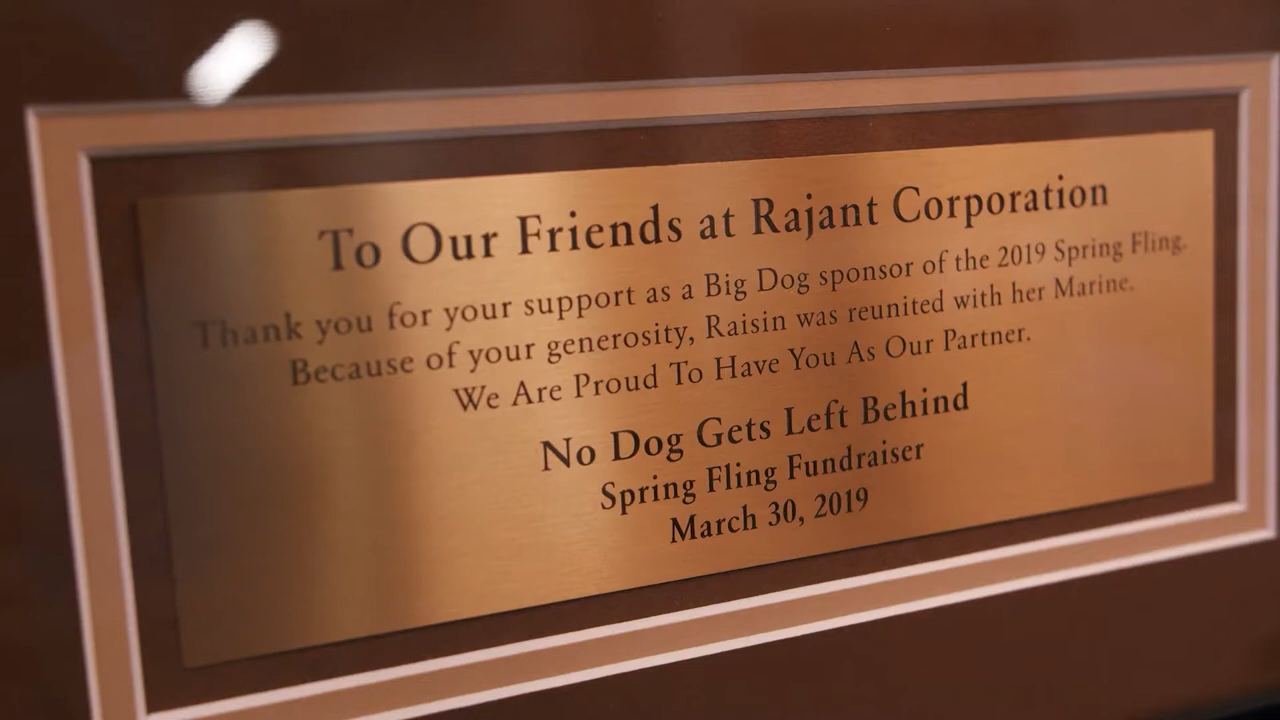 To Our Friends at Rajant Corporation
Thank you for your support as a Big Dog sponsor of the 2019 Spring Fling.
Because of your generosity, Raisin was reunited with her Marine.
We Are Proud To Have You As Our Partner.
No Dog Gets Left Behind
Spring Fling Fundraiser
March 30, 2019